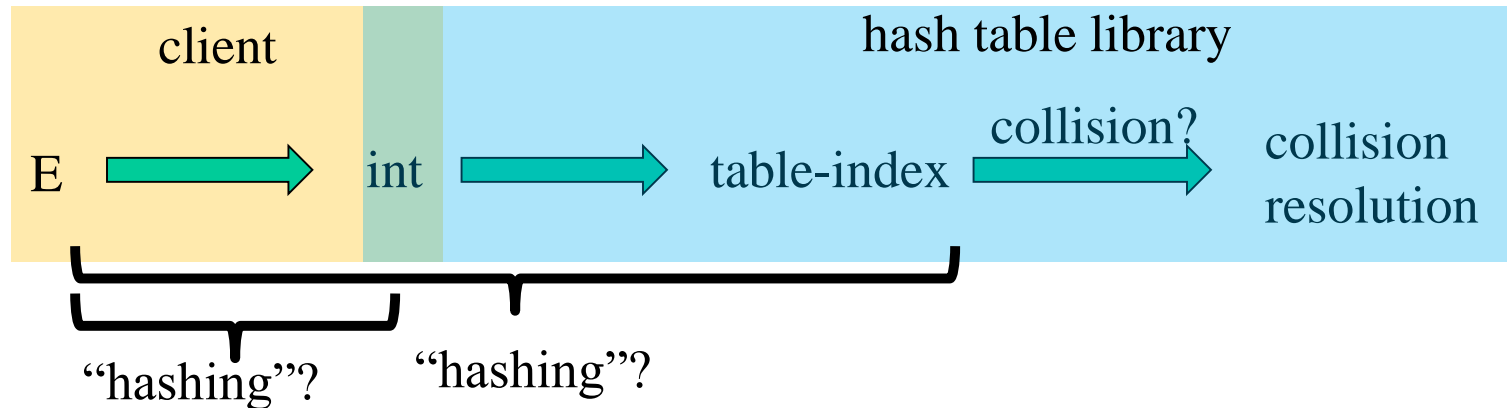 client
hash table library
collision?
E
int
table-index
collision
resolution
“hashing”?
“hashing”?